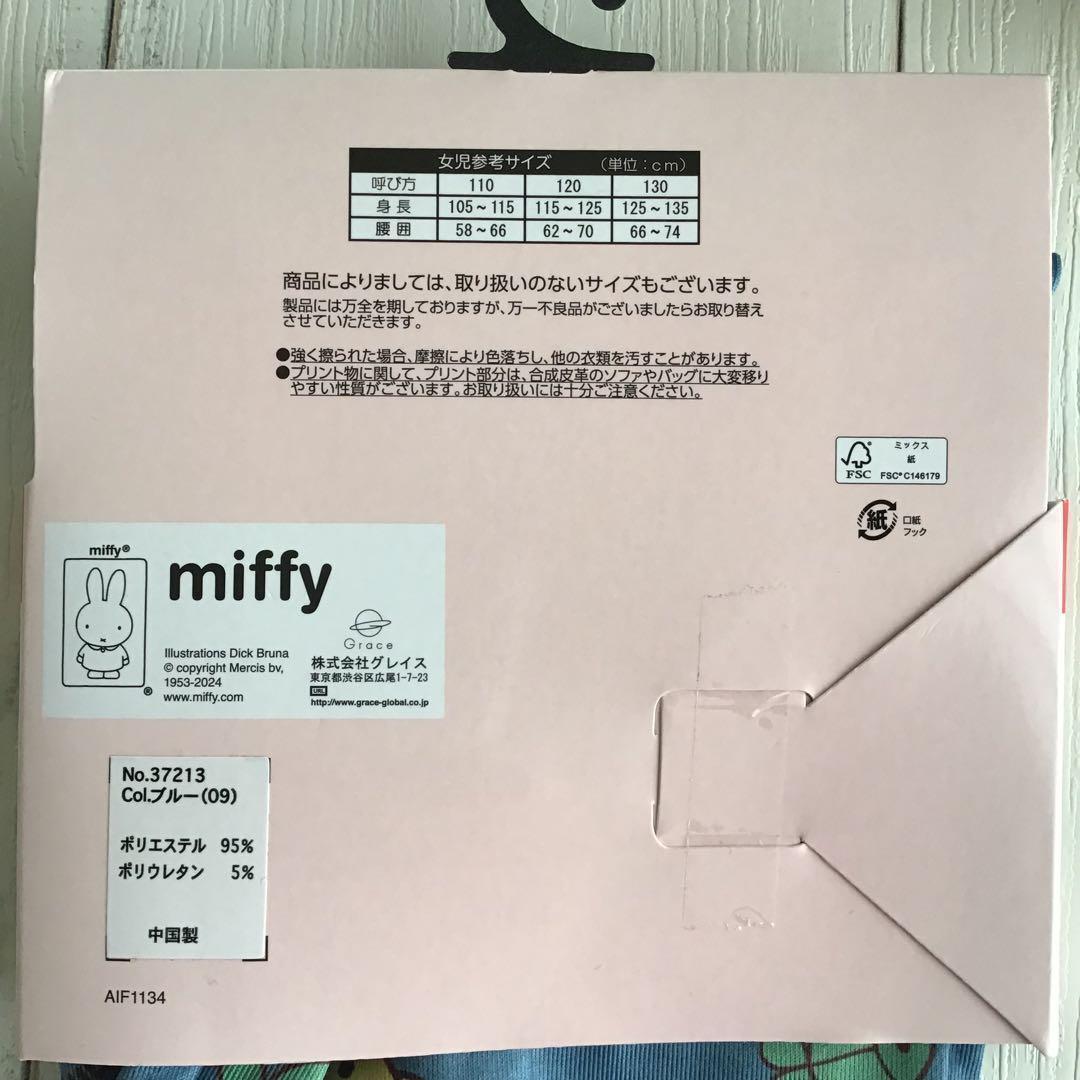 女児参考サイズ （単位：cm）
呼び方 110 120 130
身長 105～115 115～125 125～135
腰囲 58～66 62～70 66～74
商品によりましては、取り扱いのないサイズもございます。
製品には万全を期しておりますが、万一不良品がございましたらお取り替え
させていただきます。
●強く擦られた場合、摩擦により色落ちし、他の衣類を汚すことがあります。
●プリント物に関して、プリント部分は、合成皮革のソファやバッグに大変移り
やすい性質がございます。お取り扱いには十分ご注意ください。
ミックス
紙
FSC
FSC® C146179
紙
口紙
フック
miffy®
miffy
®
Illustrations Dick Bruna
© copyright Mercis bv,
1953-2024
www.miffy.com
Grace
株式会社グレイス
東京都渋谷区広尾1-7-23
URL
http://www.grace-global.co.jp
No.37213
Col.ブルー(09)
ポリエステル 95%
ポリウレタン 5%
中国製
AIF1134